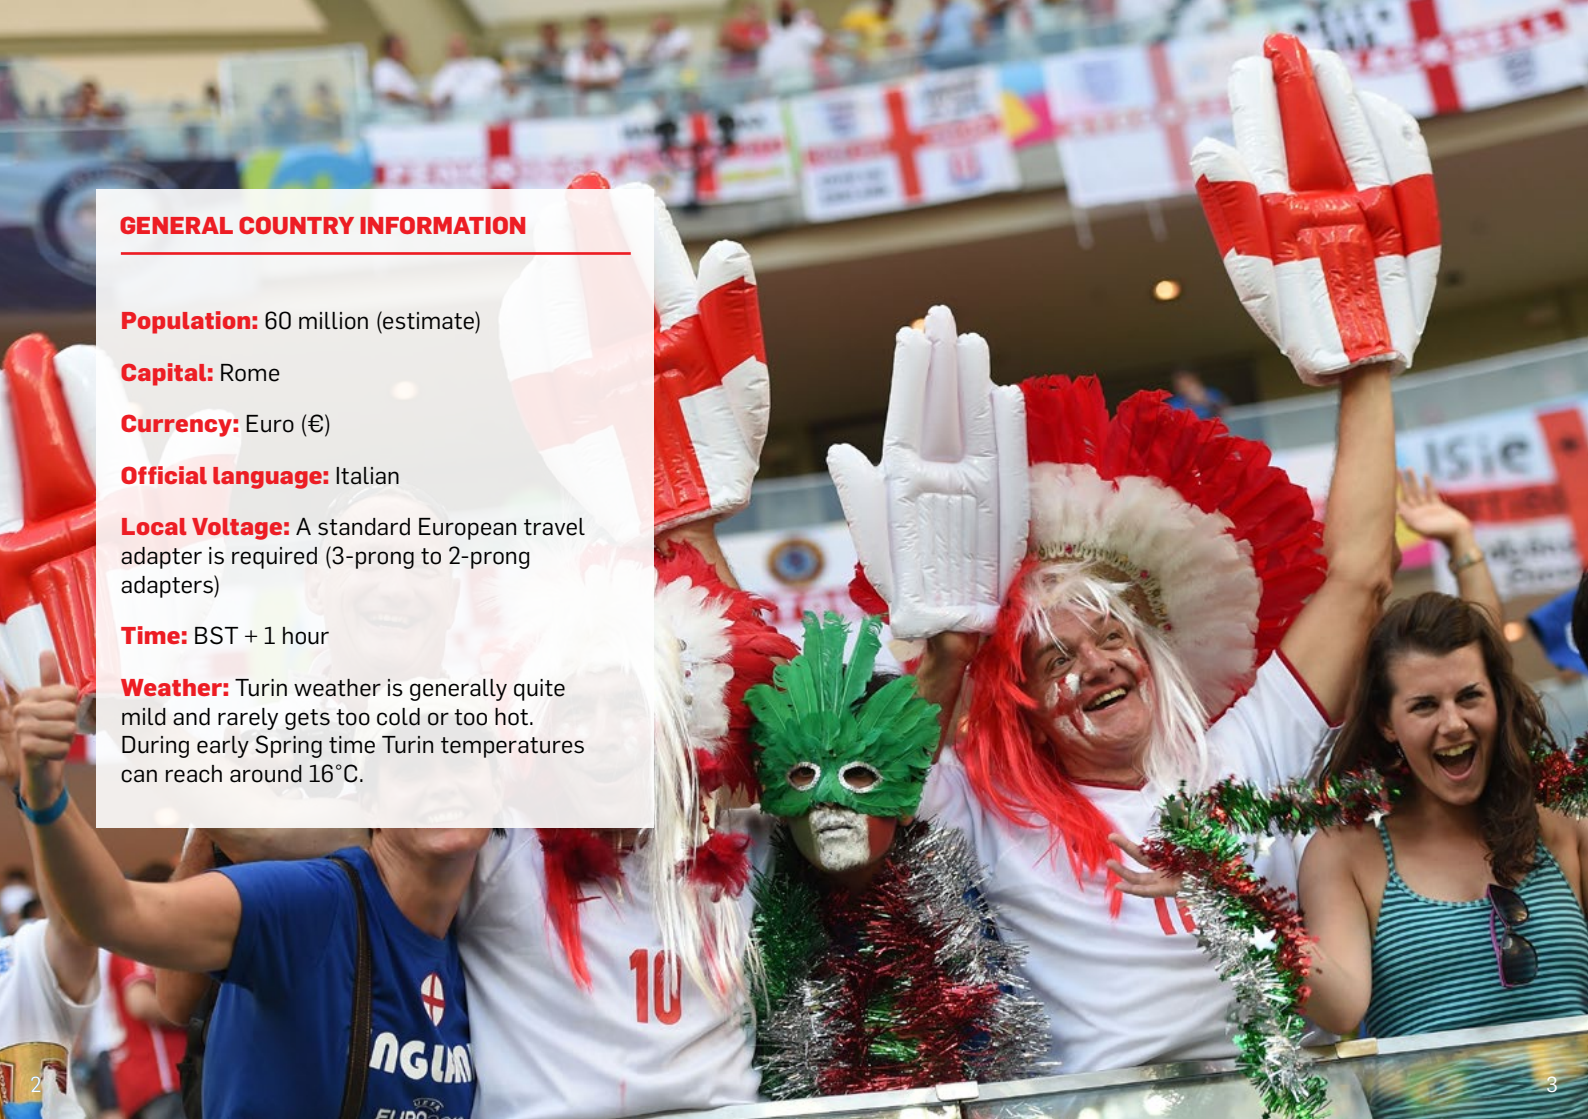 GENERAL COUNTRY INFORMATION
Population: 60 million (estimate)
Capital: Rome
Currency: Euro (€)
Official language: Italian
Local Voltage: A standard European travel
adapter is required (3-prong to 2-prong
adapters)
Time: BST + 1 hour
Weather: Turin weather is generally quite
mild and rarely gets too cold or too hot.
During early Spring time Turin temperatures
can reach around 16˚C.
10
UEFA
2
3